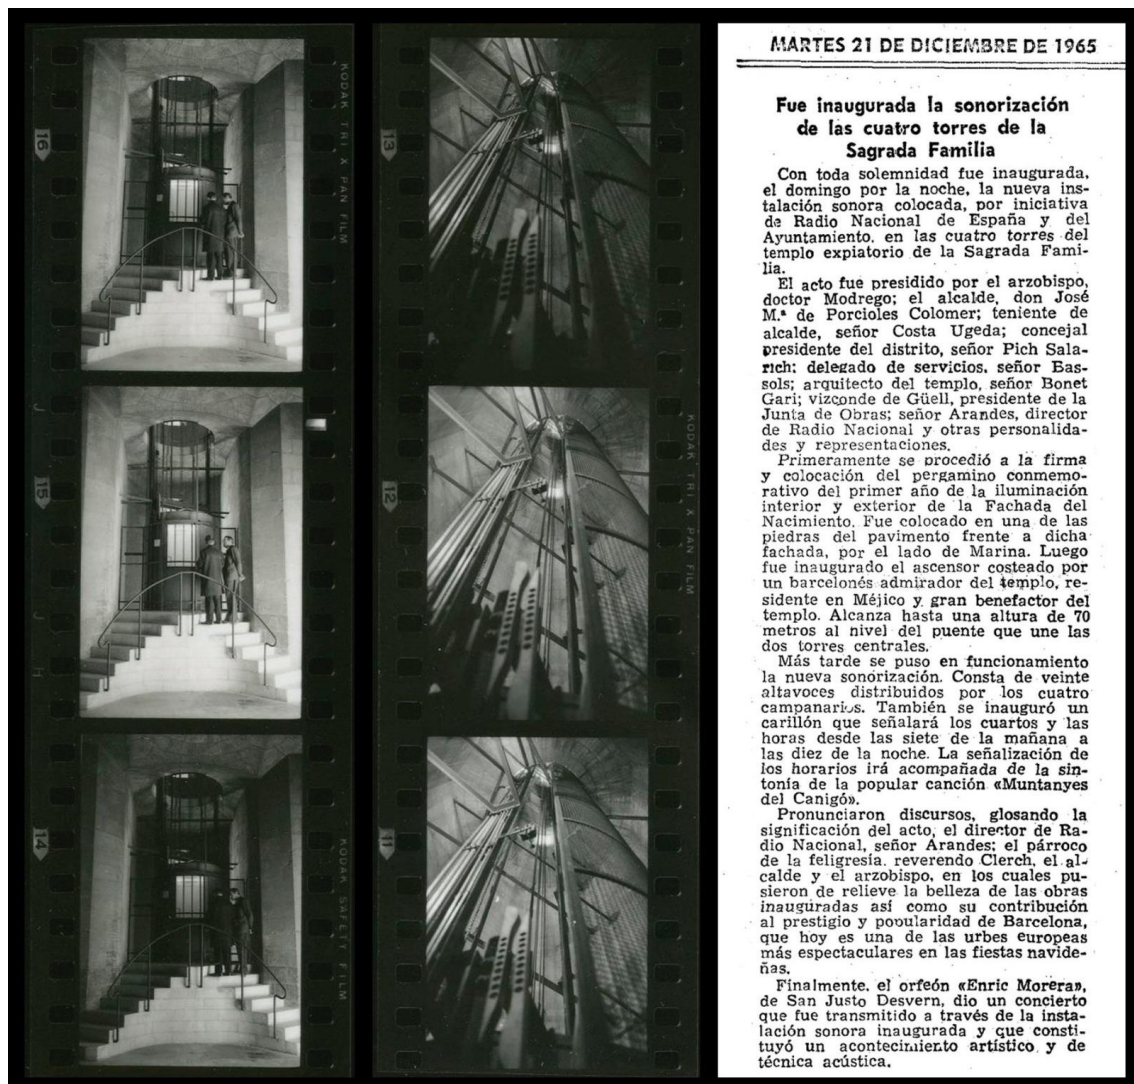 16
KODAK TRI X PAN FILM
15
14
KODAK SAFETY FILM
13
12
KODAK TRI X PAN FILM
11
MARTES 21 DE DICIEMBRE DE 1965
Fue inaugurada la sonorización
de las cuatro torres de la
Sagrada Familia
Con toda solemnidad fue inaugurada,
el domingo por la noche, la nueva ins-
talación sonora colocada, por iniciativa
de Radio Nacional de España y del
Ayuntamiento, en las cuatro torres del
templo expiatorio de la Sagrada Fami-
lia.
El acto fue presidido por el arzobispo,
doctor Modrego; el alcalde, don José
M.ª de Porcioles Colomer; teniente de
alcalde, señor Costa Ugeda; concejal
presidente del distrito, señor Pich Sala-
rich; delegado de servicios, señor Bas-
sols; arquitecto del templo, señor Bonet
Gari; vizconde de Güell, presidente de la
Junta de Obras; señor Arandes, director
de Radio Nacional y otras personalida-
des y representaciones.
Primeramente se procedió a la firma
y colocación del pergamino conmemo-
rativo del primer año de la iluminación
interior y exterior de la Fachada del
Nacimiento. Fue colocado en una de las
piedras del pavimento frente a dicha
fachada, por el lado de Marina. Luego
fue inaugurado el ascensor costeado por
un barcelonés admirador del templo, re-
sidente en Méjico y gran benefactor del
templo. Alcanza hasta una altura de 70
metros al nivel del puente que une las
dos torres centrales.
Más tarde se puso en funcionamiento
la nueva sonorización. Consta de veinte
altavoces distribuidos por los cuatro
campanarios. También se inauguró un
carillón que señalará los cuartos y las
horas desde las siete de la mañana a
las diez de la noche. La señalización de
los horarios irá acompañada de la sin-
tonía de la popular canción «Muntanyes
del Canigó».
Pronunciaron discursos, glosando la
significación del acto, el director de Ra-
dio Nacional, señor Arandes; el párroco
de la feligresía, reverendo Clerch, el al-
calde y el arzobispo, en los cuales pu-
sieron de relieve la belleza de las obras
inauguradas así como su contribución
al prestigio y popularidad de Barcelona,
que hoy es una de las urbes europeas
más espectaculares en las fiestas navide-
ñas.
Finalmente, el orfeón «Enric Morera»,
de San Justo Desvern, dio un concierto
que fue transmitido a través de la insta-
lación sonora inaugurada y que consti-
tuyó un acontecimiento artístico y de
técnica acústica.